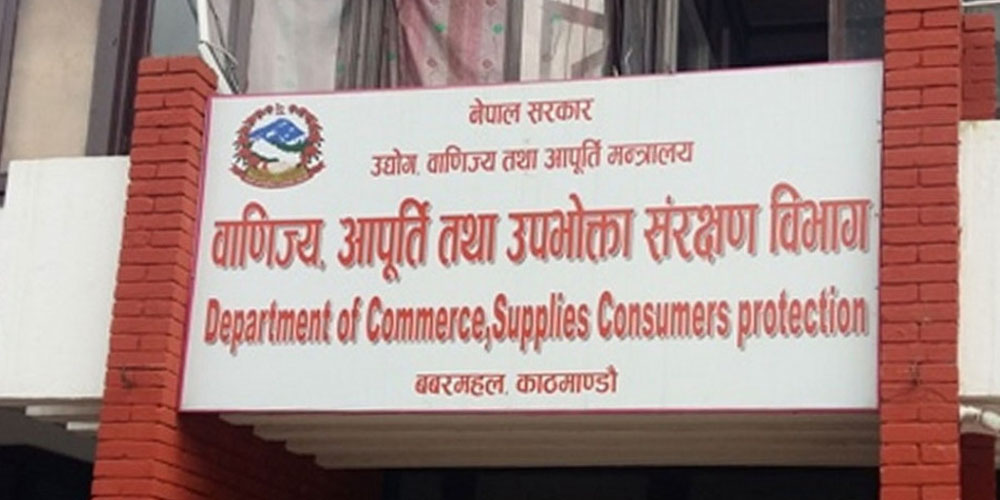 नेपाल सरकार
उद्योग, वाणिज्य तथा आपूर्ति मन्त्रालय
वाणिज्य, आपूर्ति तथा उपभोक्ता संरक्षण विभाग
Department of Commerce,Supplies Consumers protection
बबरमहल, काठमाण्डौ